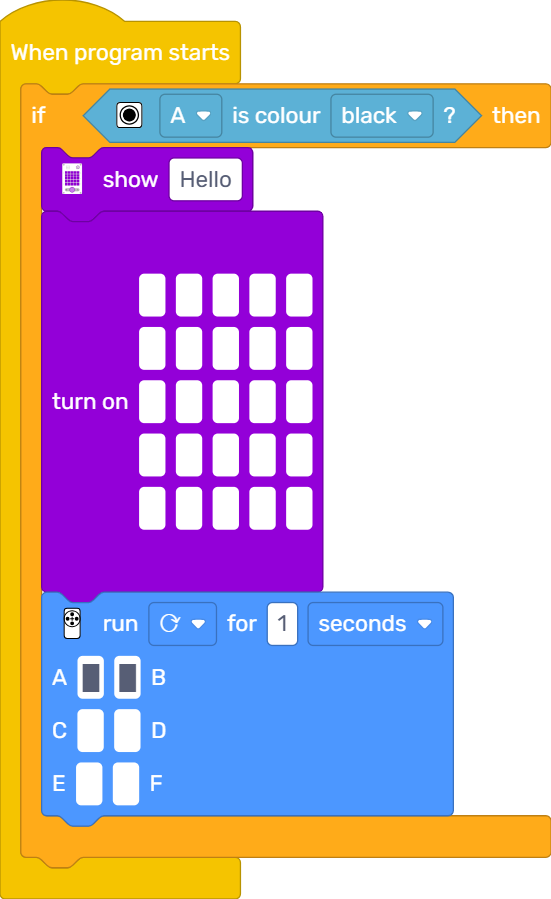 When program starts
if A is colour black ? then
show Hello
turn on
run for 1 seconds
A B
C D
E F